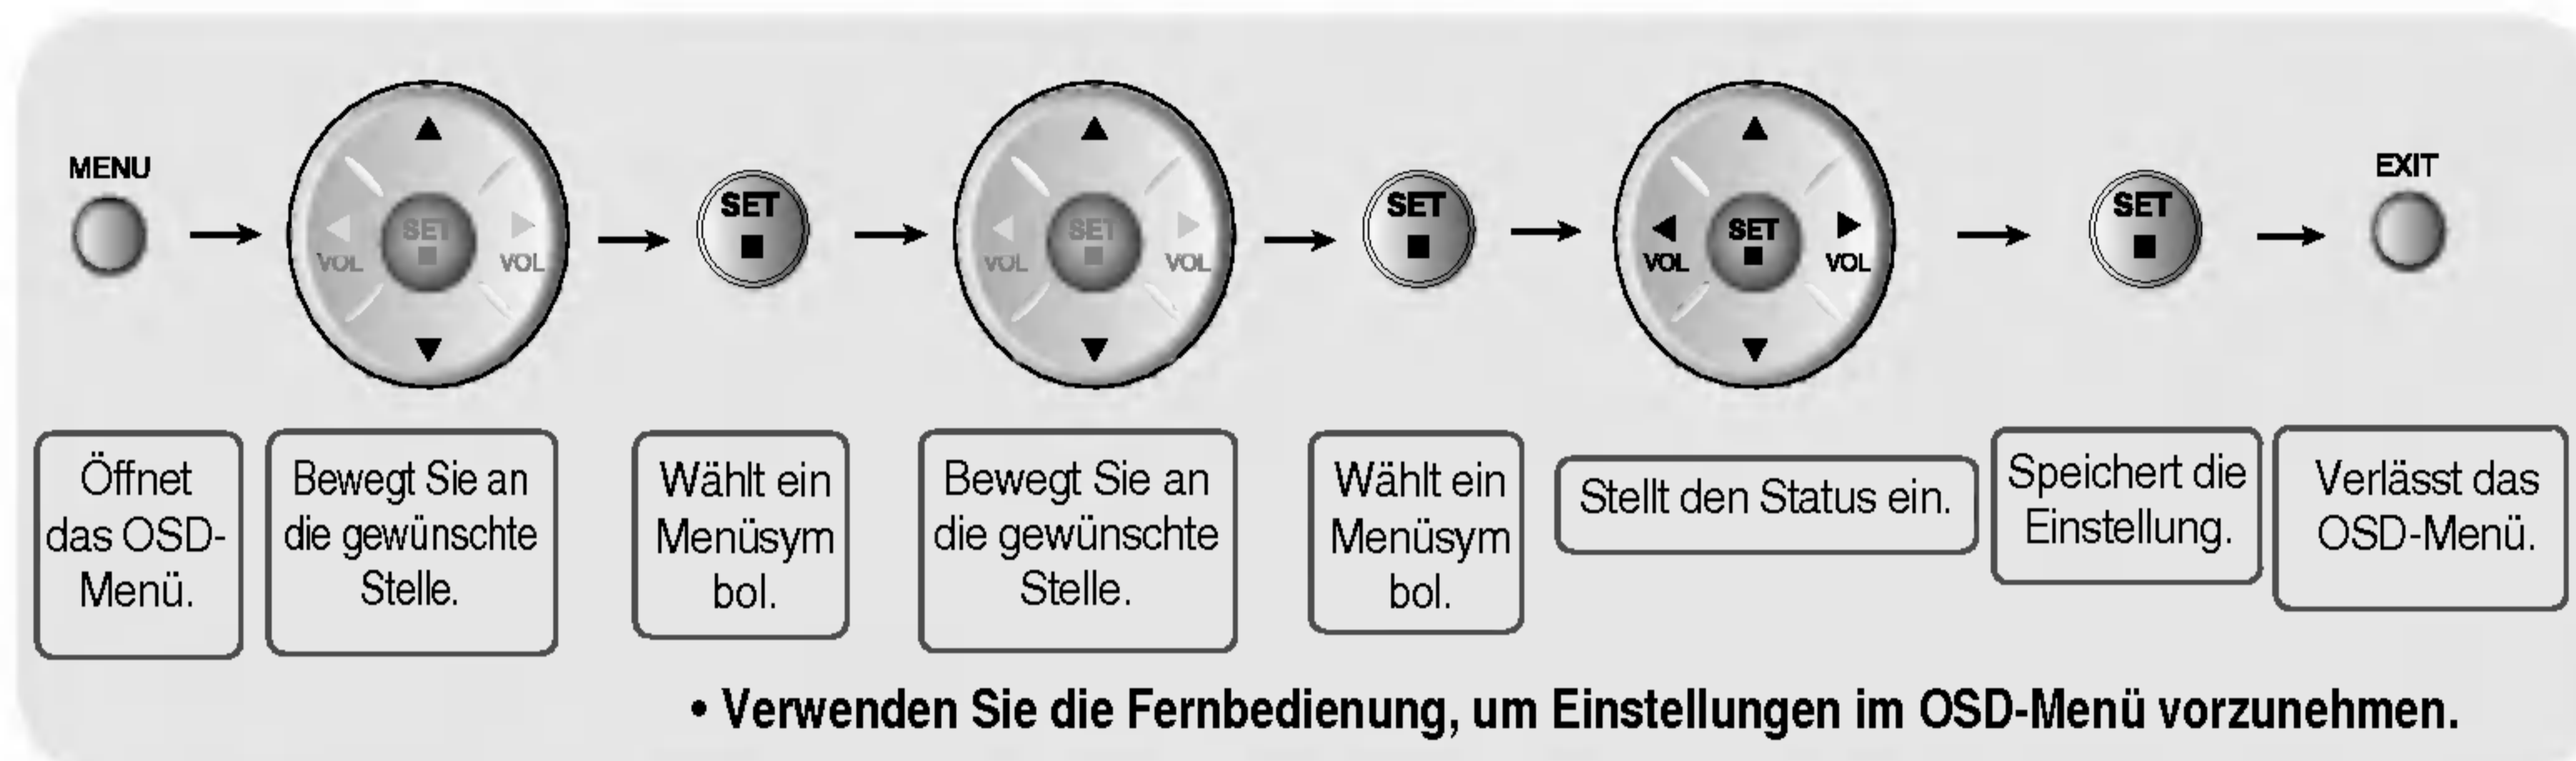 MENU
EXIT
SET
SET
SET
SET
VOL
VOL
SET
VOL
VOL
SET
VOL
VOL
Öffnet
das OSD-
Menü.
Bewegt Sie an
die gewünschte
Stelle.
Wählt ein
Menüsym
bol.
Bewegt Sie an
die gewünschte
Stelle.
Wählt ein
Menüsym
bol.
Stellt den Status ein.
Speichert die
Einstellung.
Verlässt das
OSD-Menü.
• Verwenden Sie die Fernbedienung, um Einstellungen im OSD-Menü vorzunehmen.